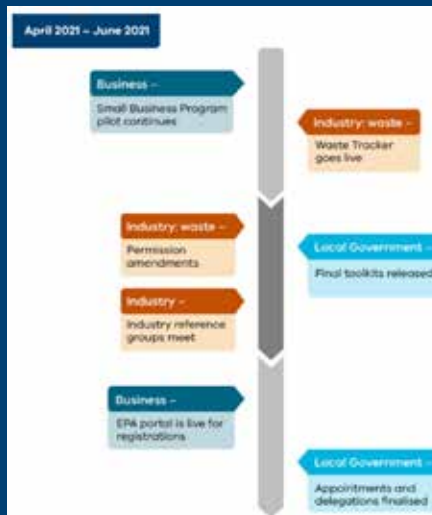 April 2021 – June 2021
Business –
Small Business Program
pilot continues
Industry: waste –
Waste Tracker
goes live
Industry: waste –
Permission
amendments
Local Government –
Final toolkits released
Industry –
Industry reference
groups meet
Business –
EPA portal is live for
registrations
Local Government –
Appointments and
delegations finalised